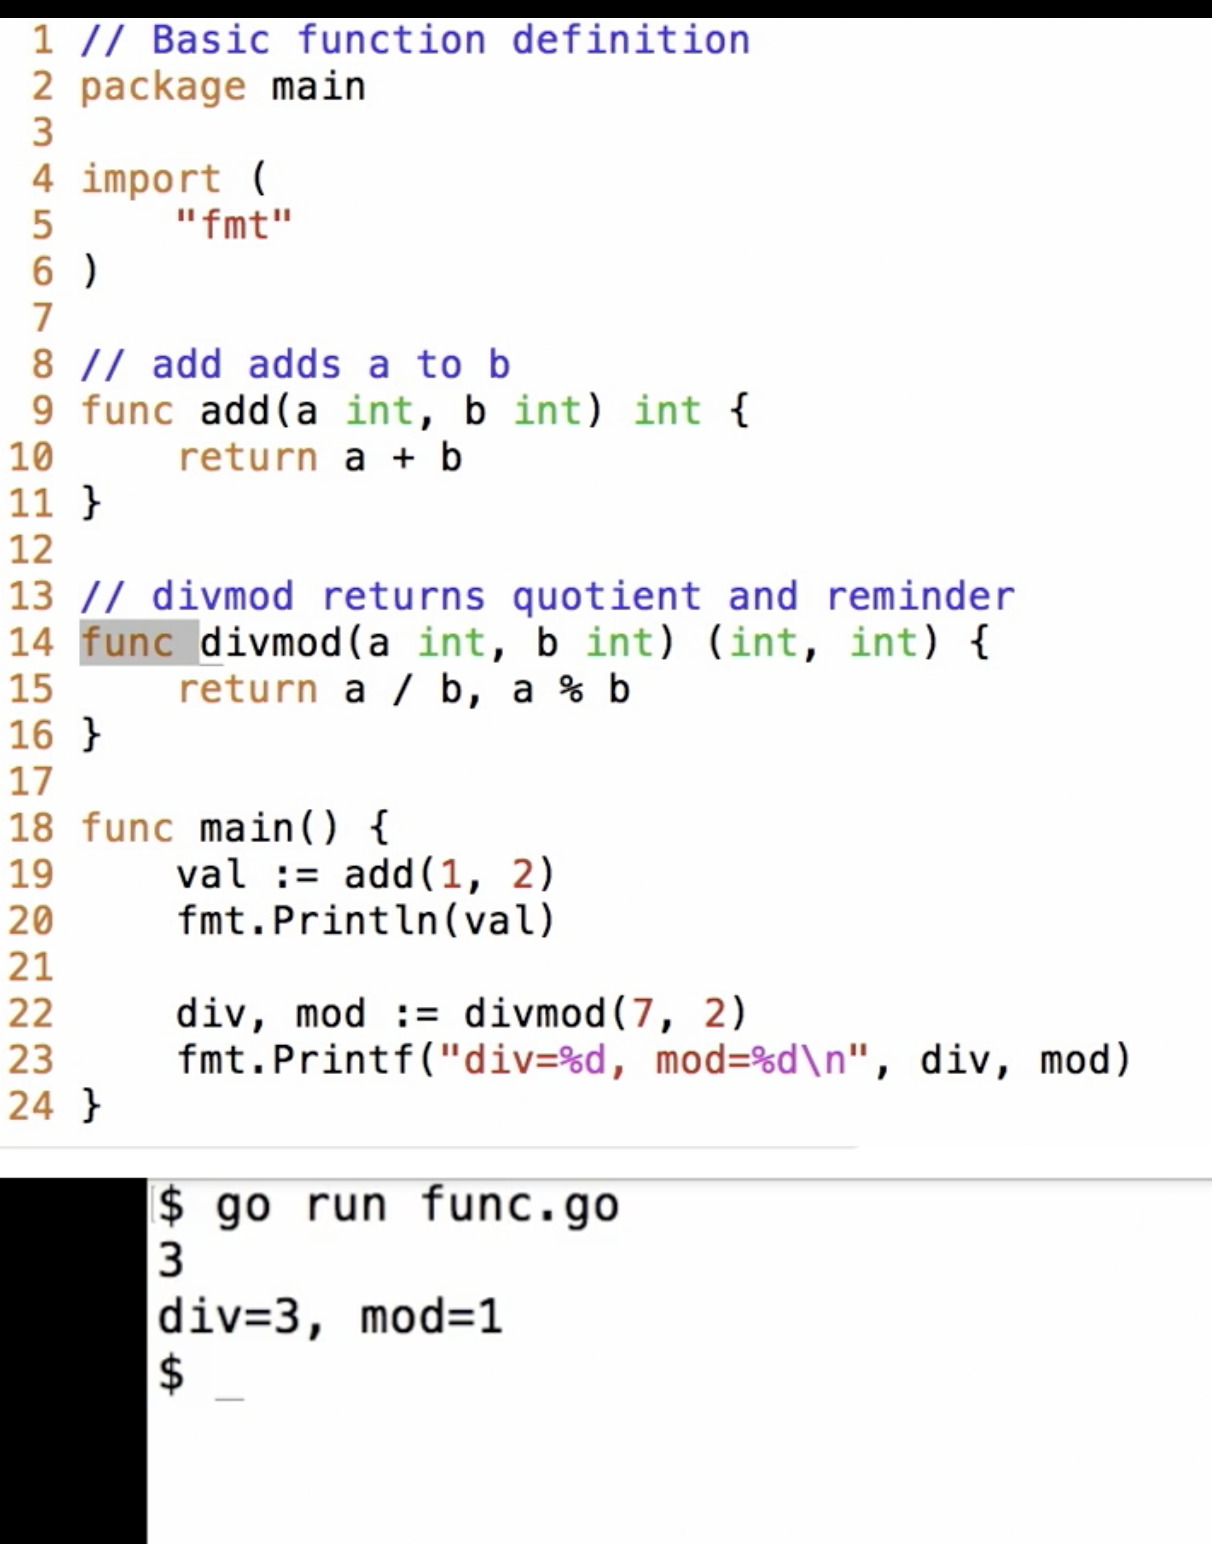 1 // Basic function definition
2 package main
3
4 import (
5     "fmt"
6 )
7
8 // add adds a to b
9 func add(a int, b int) int {
10     return a + b
11 }
12
13 // divmod returns quotient and reminder
14 func divmod(a int, b int) (int, int) {
15     return a / b, a % b
16 }
17
18 func main() {
19     val := add(1, 2)
20     fmt.Println(val)
21
22     div, mod := divmod(7, 2)
23     fmt.Printf("div=%d, mod=%d\n", div, mod)
24 }
$ go run func.go
3
div=3, mod=1
$ _